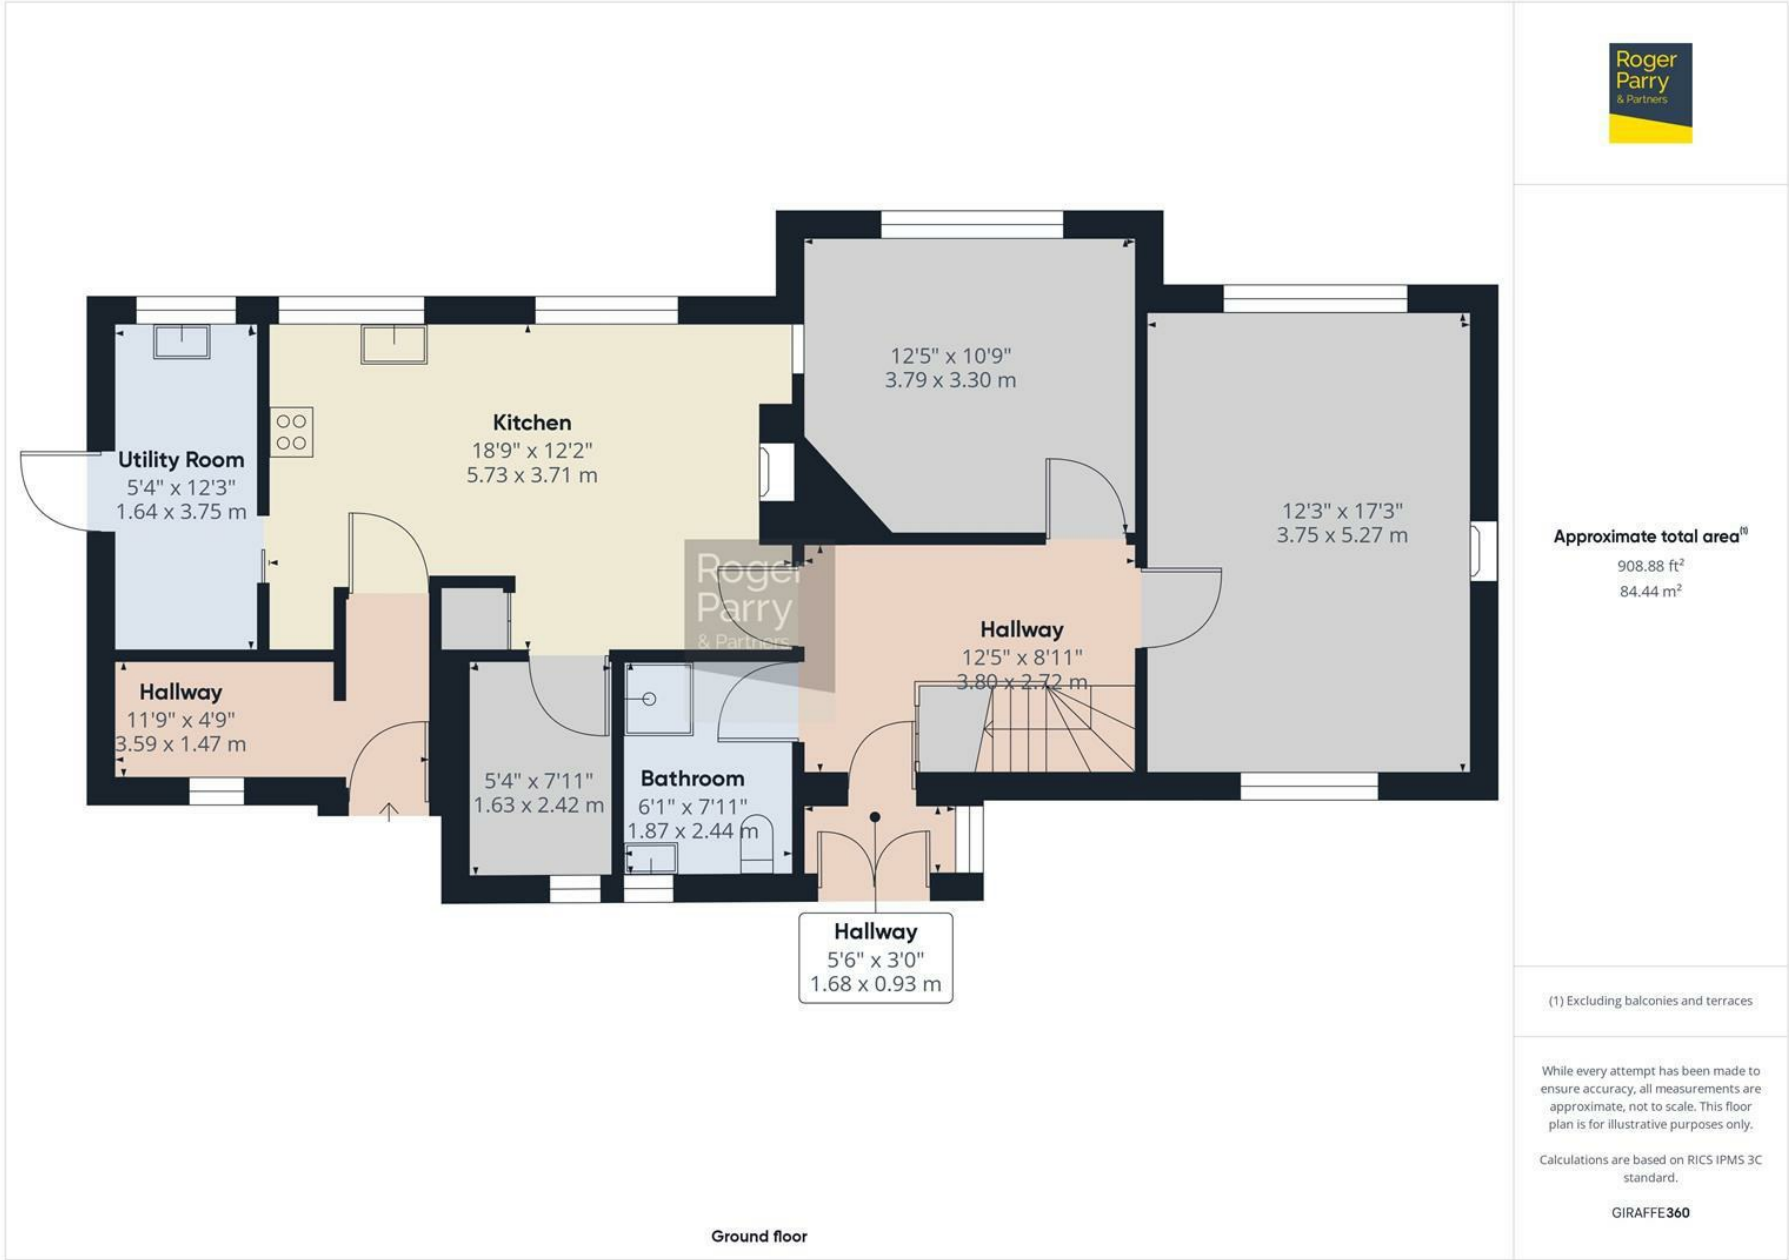 Roger
Parry
& Partners
12'5" x 10'9"
3.79 x 3.30 m
Kitchen
18'9" x 12'2"
5.73 x 3.71 m
Utility Room
5'4" x 12'3"
1.64 x 3.75 m
12'3" x 17'3"
3.75 x 5.27 m
Approximate total area⁽¹⁾
908.88 ft²
84.44 m²
Roger
Parry
& Partners
Hallway
12'5" x 8'11"
3.80 x 2.72 m
Hallway
11'9" x 4'9"
3.59 x 1.47 m
5'4" x 7'11"
1.63 x 2.42 m
Bathroom
6'1" x 7'11"
1.87 x 2.44 m
Hallway
5'6" x 3'0"
1.68 x 0.93 m
(1) Excluding balconies and terraces
While every attempt has been made to
ensure accuracy, all measurements are
approximate, not to scale. This floor
plan is for illustrative purposes only.
Calculations are based on RICS IPMS 3C
standard.
GIRAFFE360
Ground floor